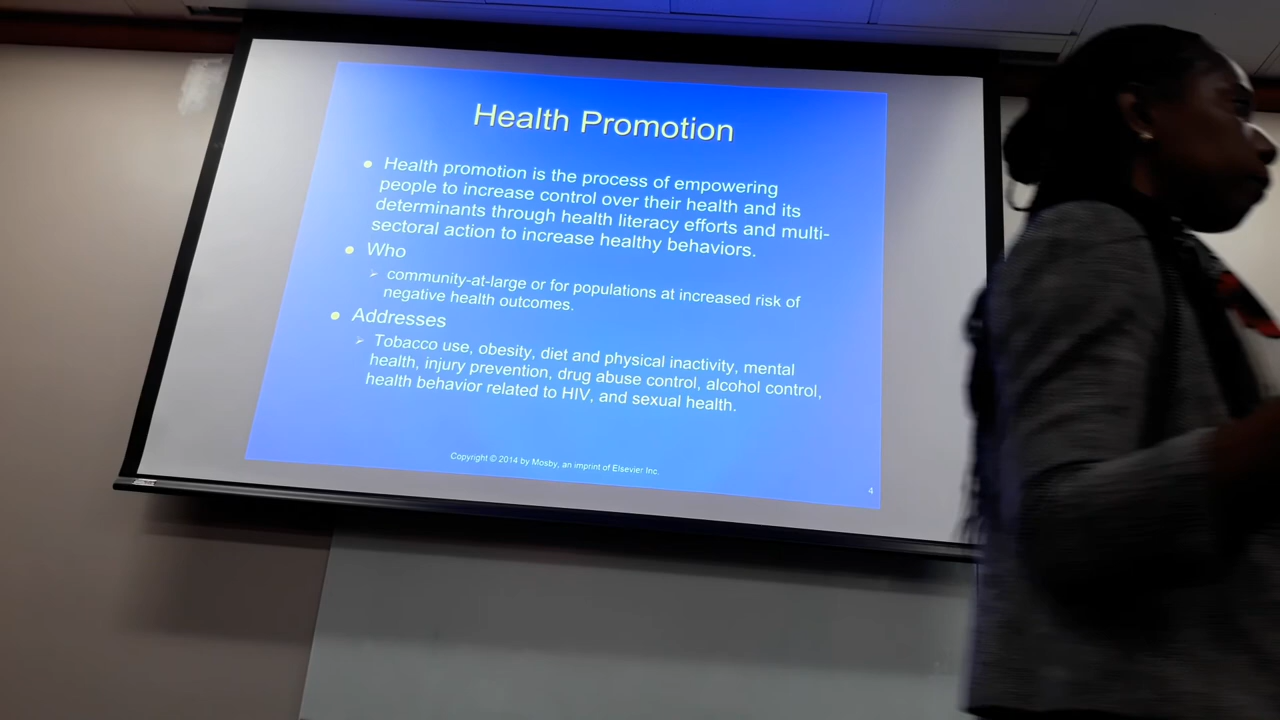 Health Promotion
● Health promotion is the process of empowering
people to increase control over their health and its
determinants through health literacy efforts and multi-
sectoral action to increase healthy behaviors.
● Who
➢ community-at-large or for populations at increased risk of
negative health outcomes.
● Addresses
➢ Tobacco use, obesity, diet and physical inactivity, mental
health, injury prevention, drug abuse control, alcohol control,
health behavior related to HIV, and sexual health.
Copyright © 2014 by Mosby, an imprint of Elsevier Inc.
4